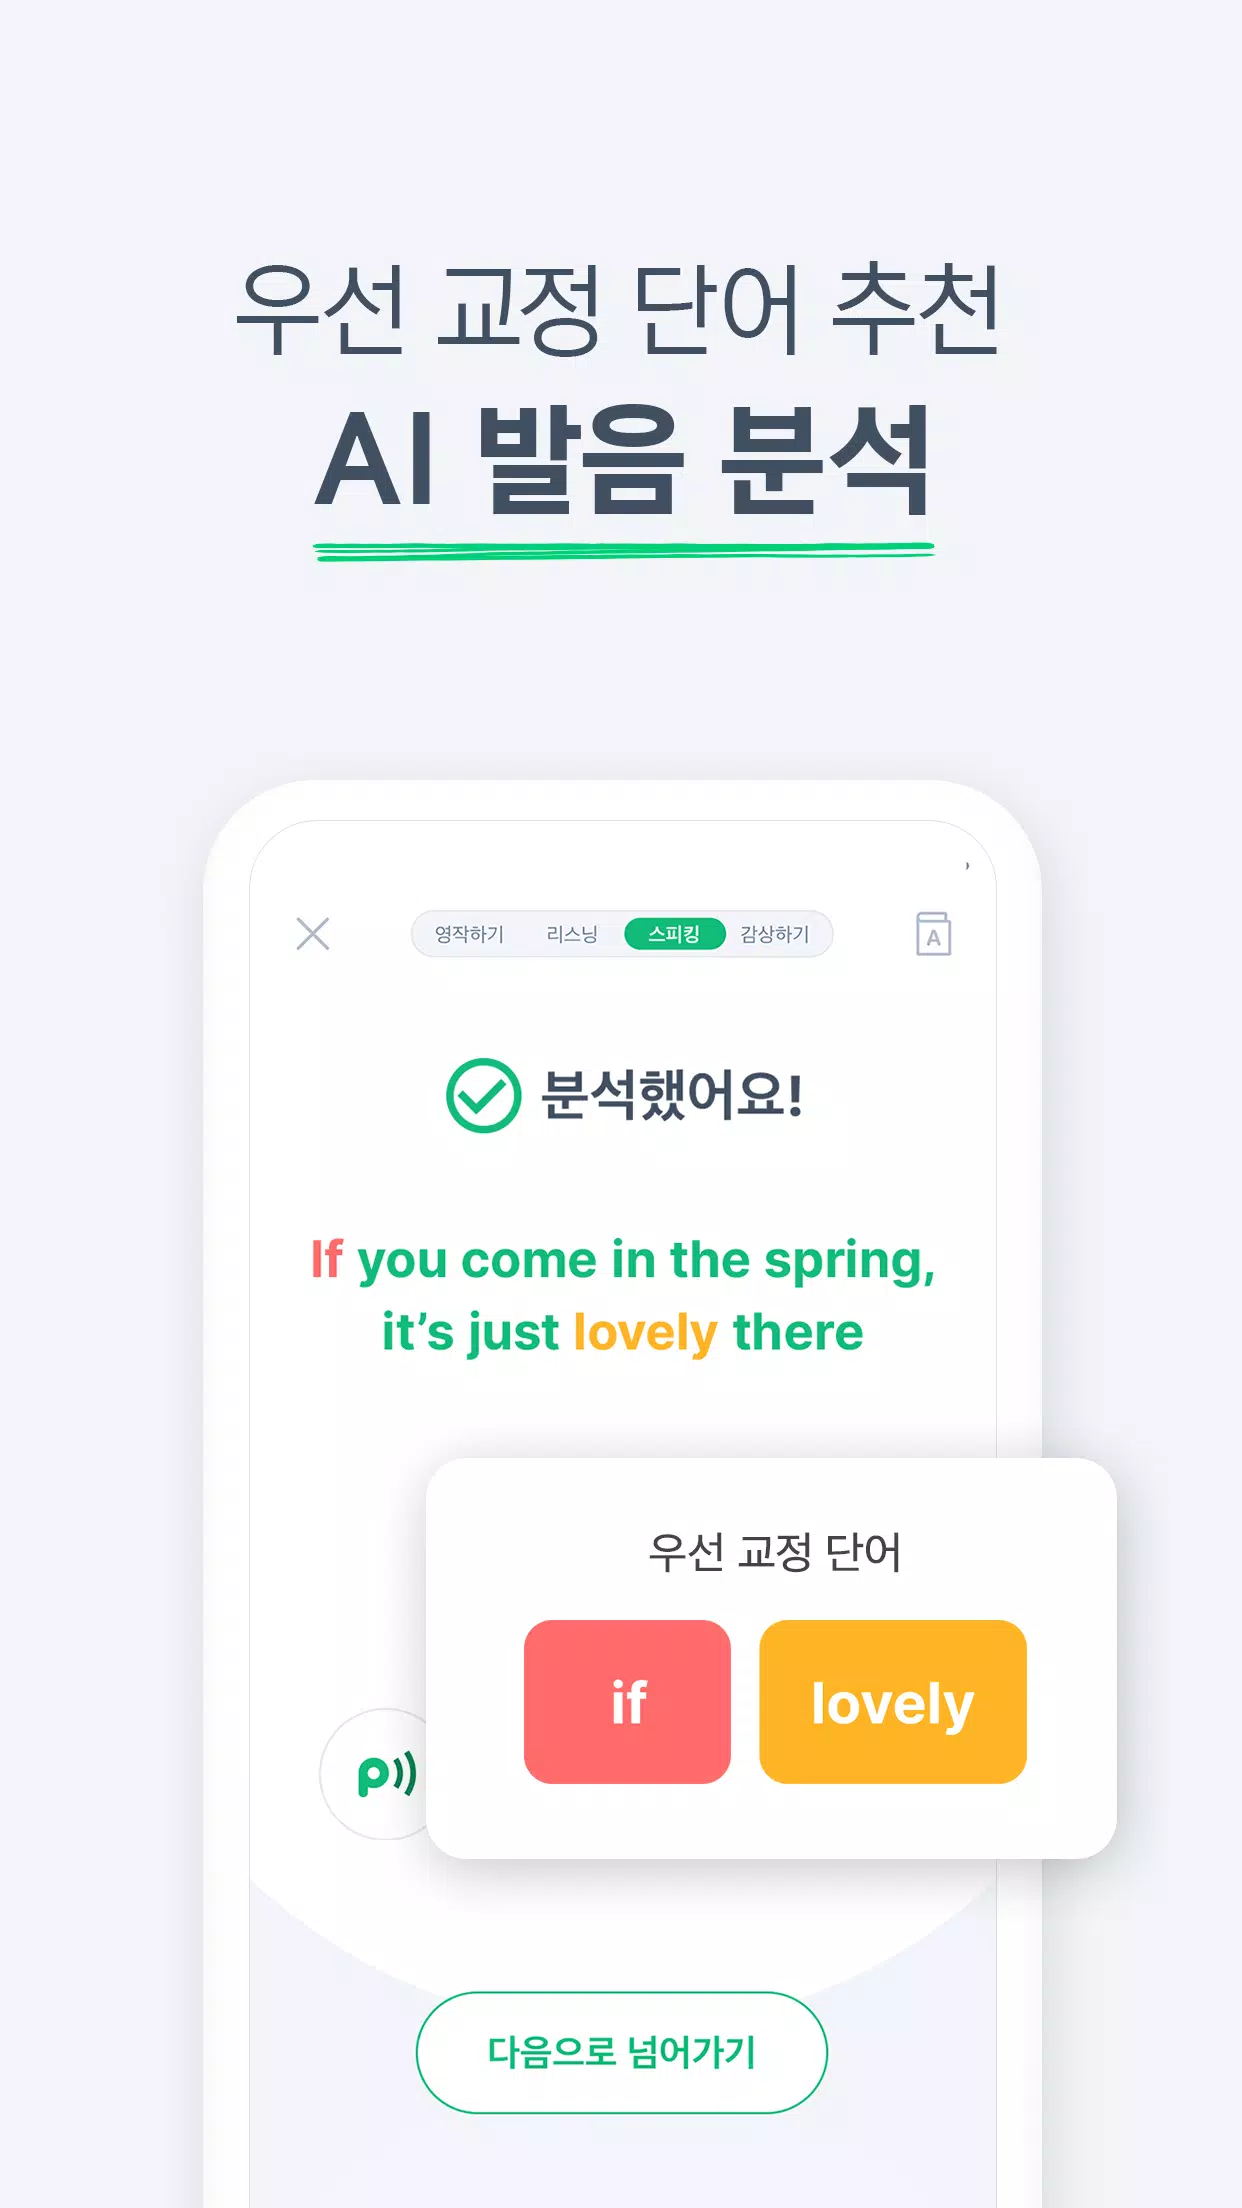 우선 교정 단어 추천
AI 발음 분석
영작하기 리스닝 스피킹 감상하기
A
분석했어요!
If you come in the spring,
it’s just lovely there
우선 교정 단어
if lovely
다음으로 넘어가기